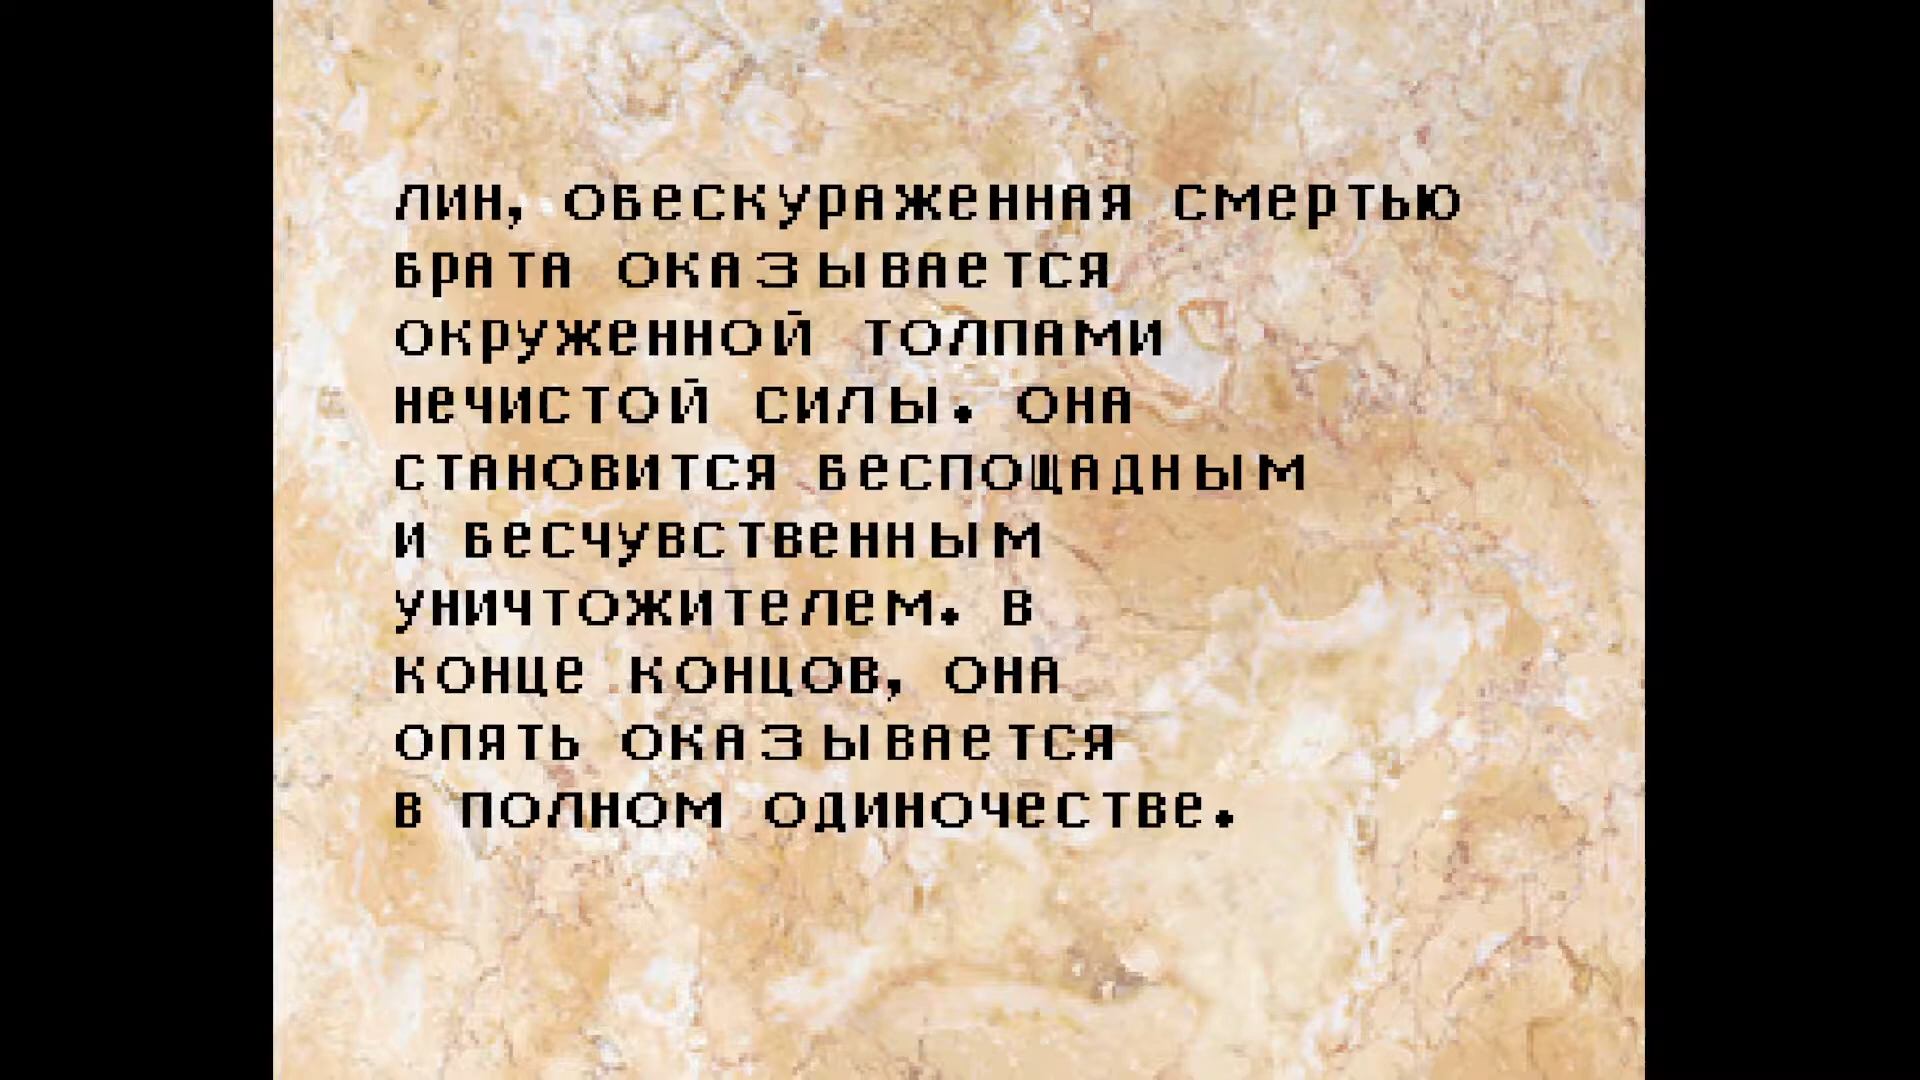 ЛИН, ОБЕСКУРАЖЕННАЯ СМЕРТЬЮ
БРАТА ОКАЗЫВАЕТСЯ
ОКРУЖЕННОЙ ТОЛПАМИ
НЕЧИСТОЙ СИЛЫ. ОНА
СТАНОВИТСЯ БЕСПОЩАДНЫМ
И БЕСЧУВСТВЕННЫМ
УНИЧТОЖИТЕЛЕМ. В
КОНЦЕ КОНЦОВ, ОНА
ОПЯТЬ ОКАЗЫВАЕТСЯ
В ПОЛНОМ ОДИНОЧЕСТВЕ.